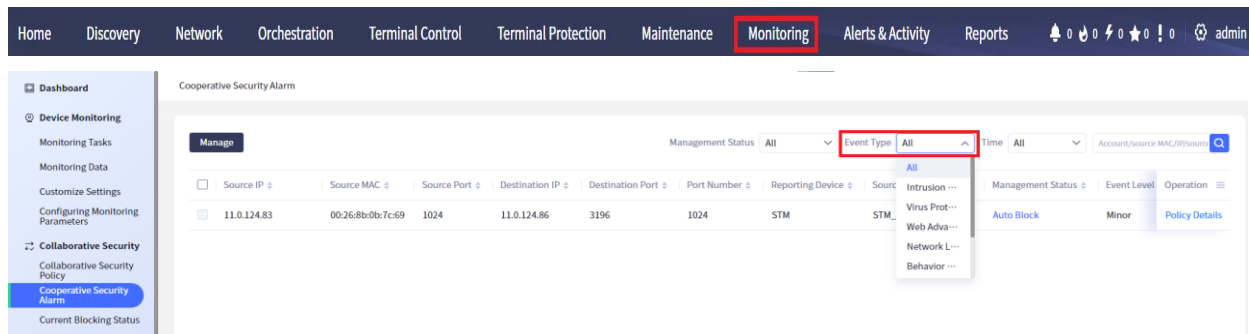 Home Discovery Network Orchestration Terminal Control Terminal Protection Maintenance Monitoring Alerts & Activity Reports 0 0 0 0 0 admin
Dashboard
Device Monitoring
Monitoring Tasks
Monitoring Data
Customize Settings
Configuring Monitoring
Parameters
Collaborative Security
Collaborative Security
Policy
Cooperative Security
Alarm
Current Blocking Status
Cooperative Security Alarm
Manage Management Status All Event Type All Time All Account/source MAC/IP/source
Source IP Source MAC Source Port Destination IP Destination Port Port Number Reporting Device Sourc Management Status Event Level Operation
11.0.124.83 00:26:8b:0b:7c:69 1024 11.0.124.86 3196 1024 STM STM_ Auto Block Minor Policy Details
All
Intrusion ···
Virus Prot···
Web Adva···
Network L···
Behavior ···